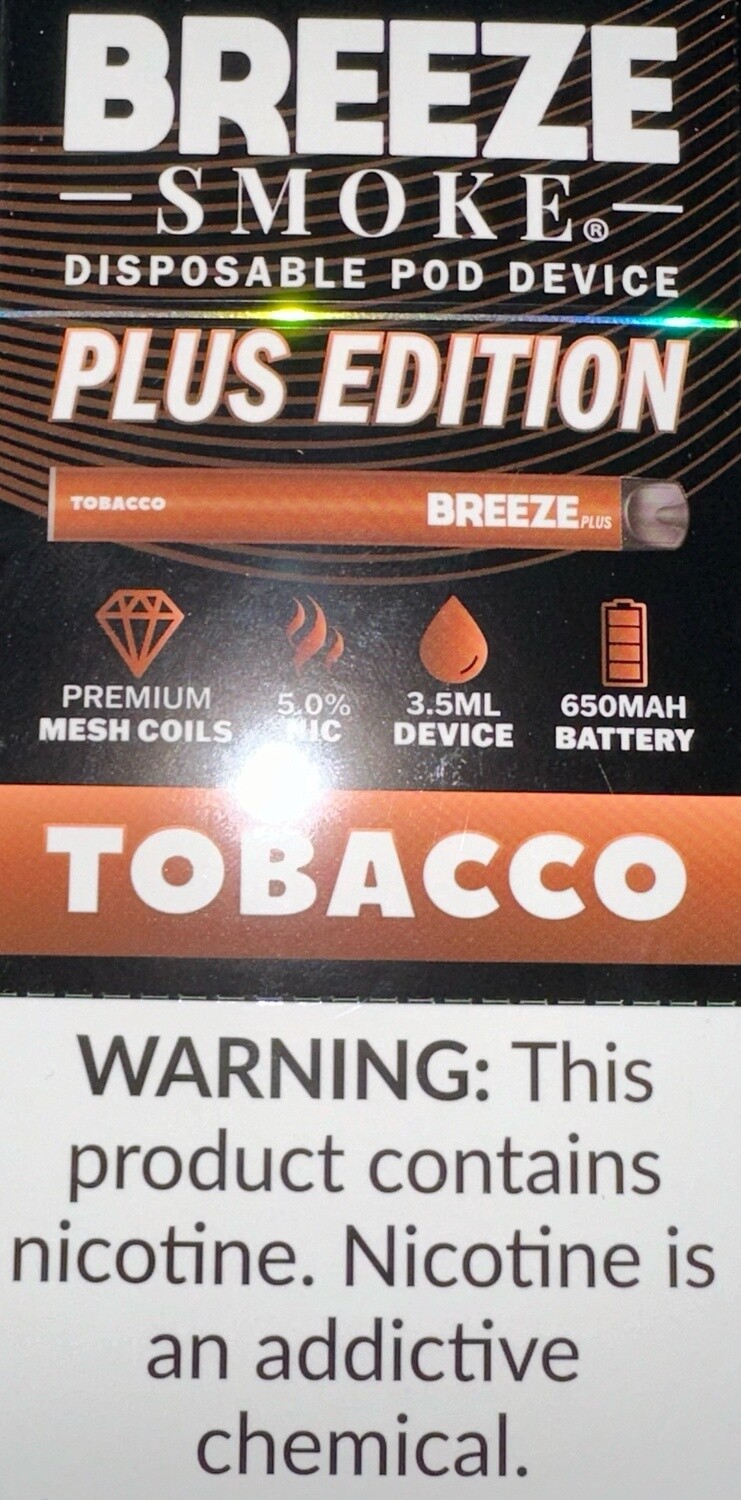 BREEZE
SMOKE®
DISPOSABLE POD DEVICE
PLUS EDITION
TOBACCO BREEZE PLUS
PREMIUM MESH COILS
5.0% NIC
3.5ML DEVICE
650MAH BATTERY
TOBACCO
WARNING: This
product contains
nicotine. Nicotine is
an addictive
chemical.